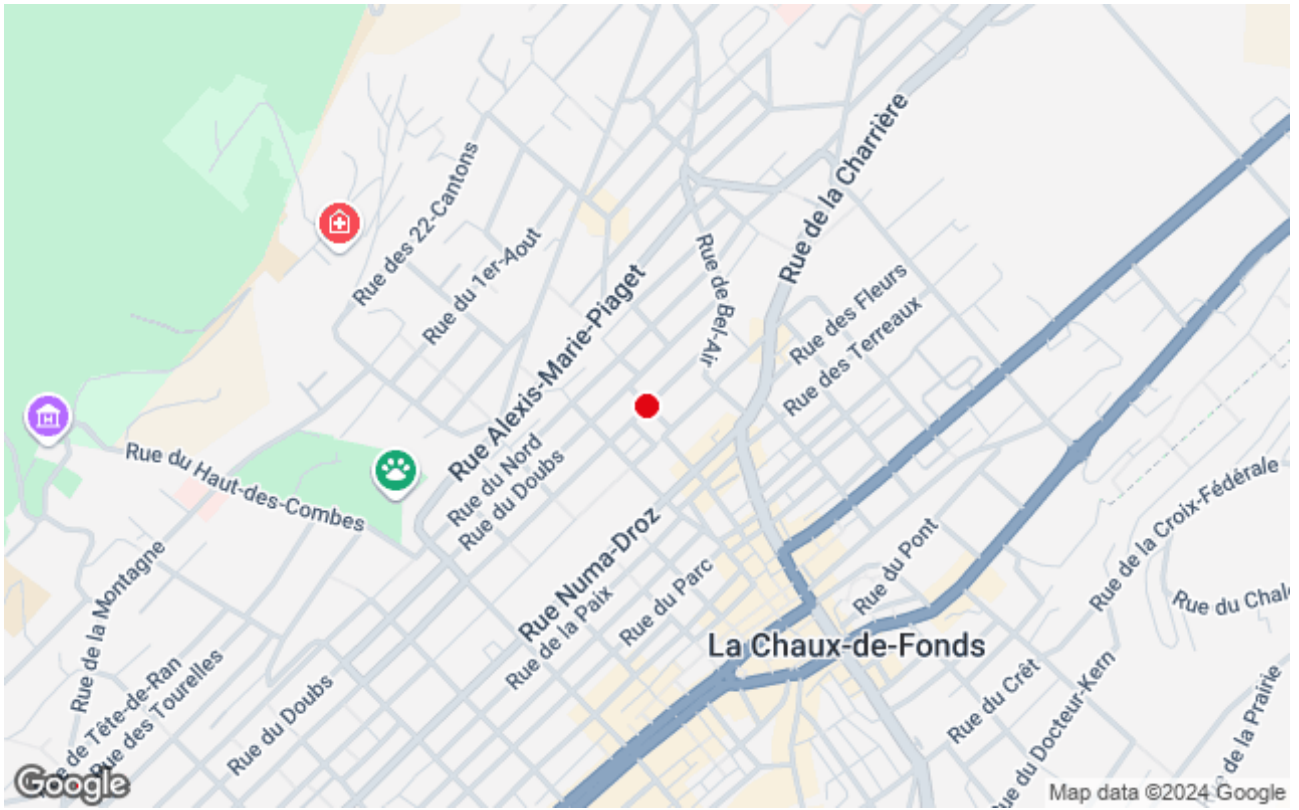 Rue de la Charrière
Rue des 22-Cantons
Rue du 1er-Août
Rue de Bel-Air
Rue Alexis-Marie-Piaget
Rue des Fleurs
Rue des Terreaux
H
Rue du Haut-des-Combes
Rue du Nord
Rue du Doubs
Rue Numa-Droz
Rue de la Croix-Fédérale
Rue du Pont
Rue de la Montagne
Rue de la Paix
Rue du Parc
Rue du Chale
La Chaux-de-Fonds
Rue de Tête-de-Ran
Rue des Tourelles
Rue du Doubs
Rue du Crêt
Rue du Docteur-Kern
Rue de la Prairie
Google
Map data ©2024 Google